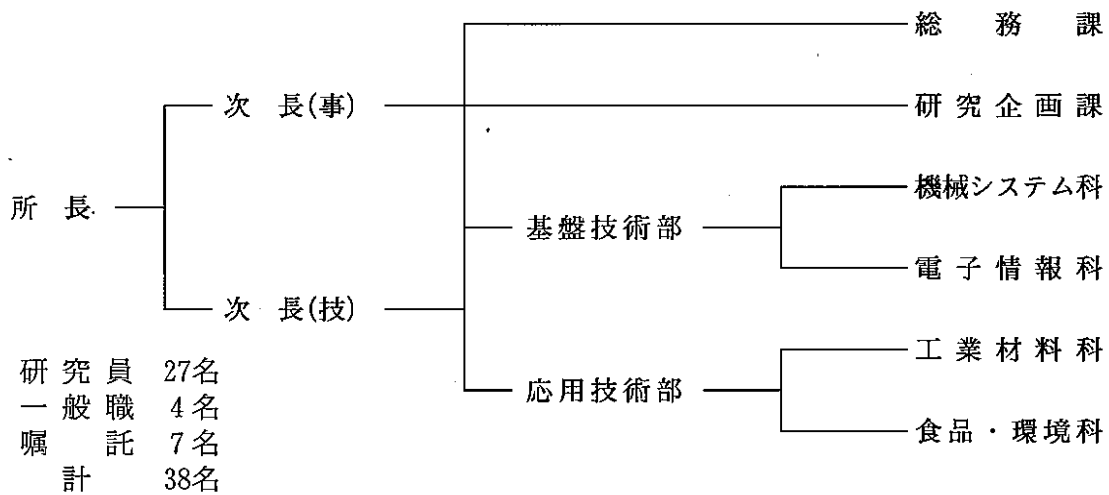 総務課
次長(事)
研究企画課
機械システム科
所長
基盤技術部
電子情報科
次長(技)
工業材料科
応用技術部
食品・環境科
研究員 27名
一般職 4名
嘱託 7名
計 38名